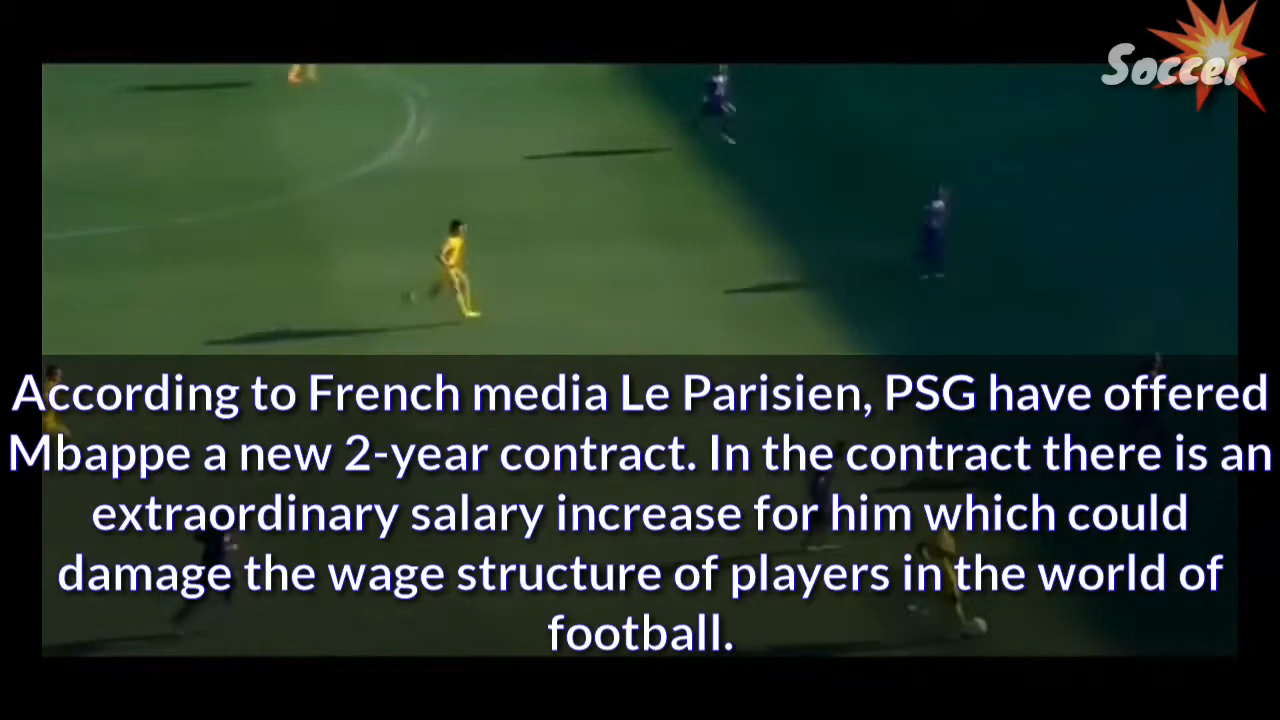 Soccer
According to French media Le Parisien, PSG have offered
Mbappe a new 2-year contract. In the contract there is an
extraordinary salary increase for him which could
damage the wage structure of players in the world of
football.